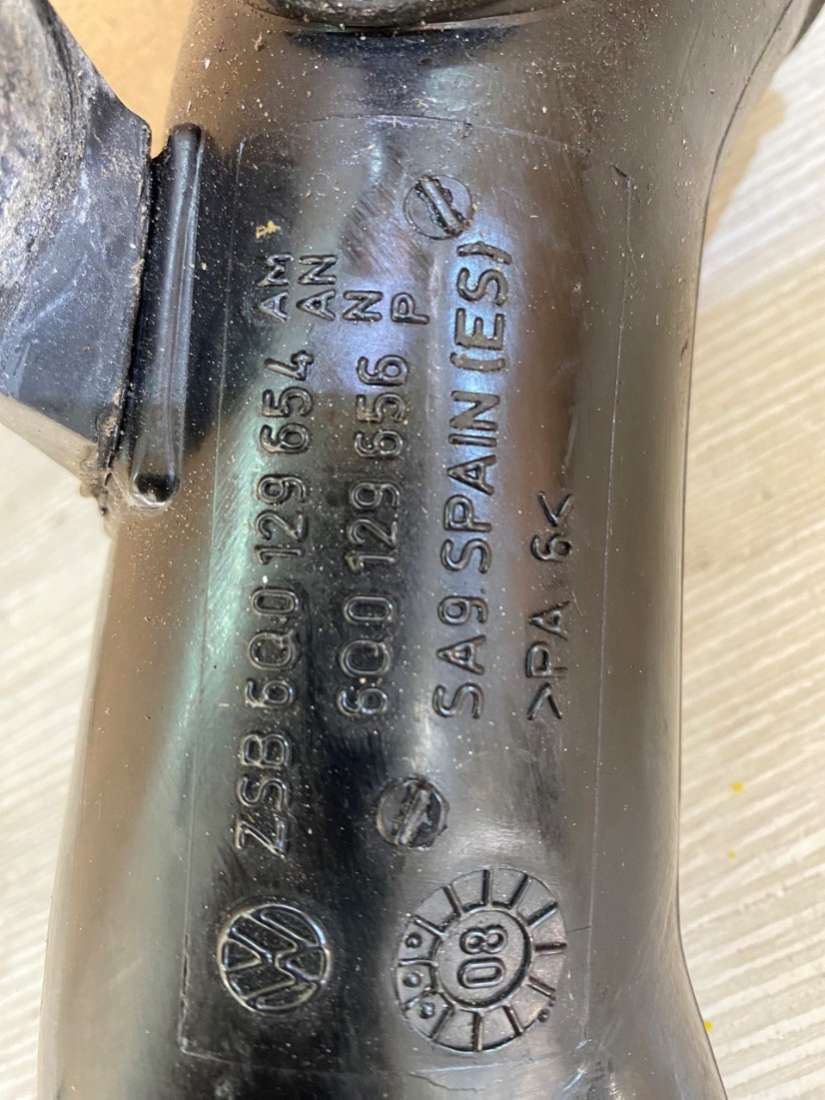 ZSB 6Q0 129 654 AM
AN
6Q0 129 656 N
P
SA9. SPAIN (ES)
>PA 6<
08